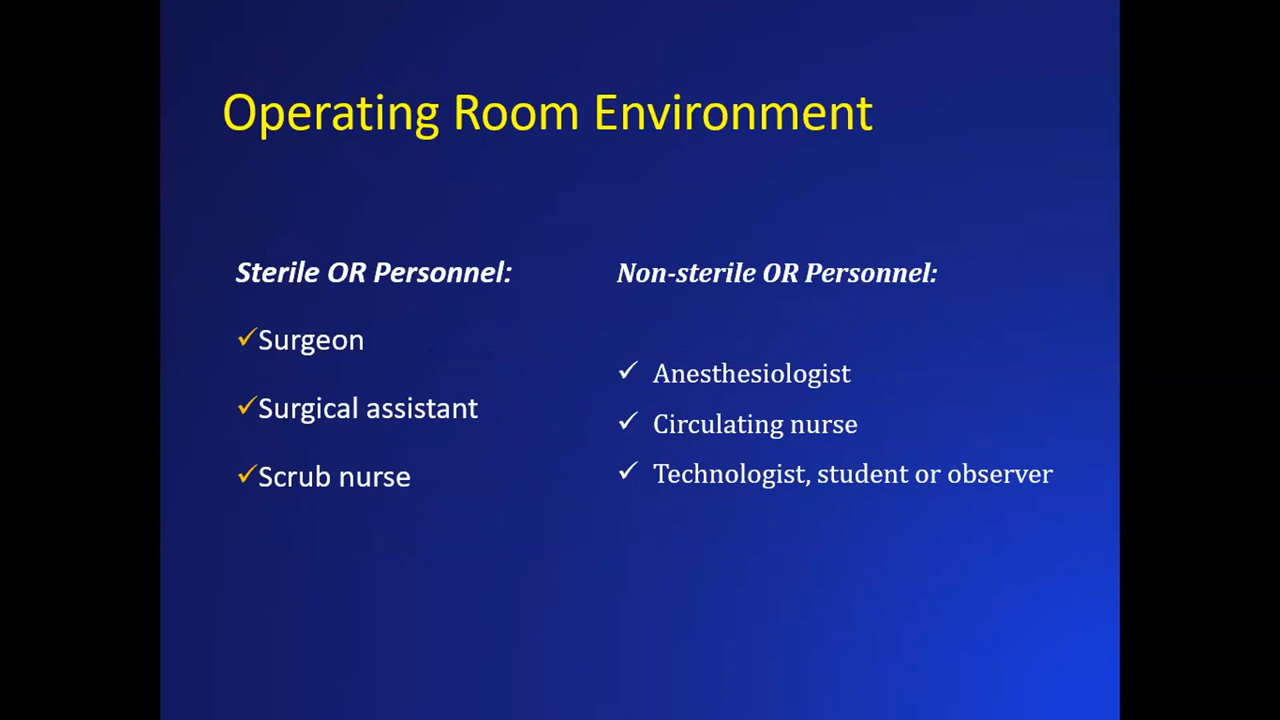 Operating Room Environment
Sterile OR Personnel:
✓Surgeon
✓Surgical assistant
✓Scrub nurse
Non-sterile OR Personnel:
✓ Anesthesiologist
✓ Circulating nurse
✓ Technologist, student or observer